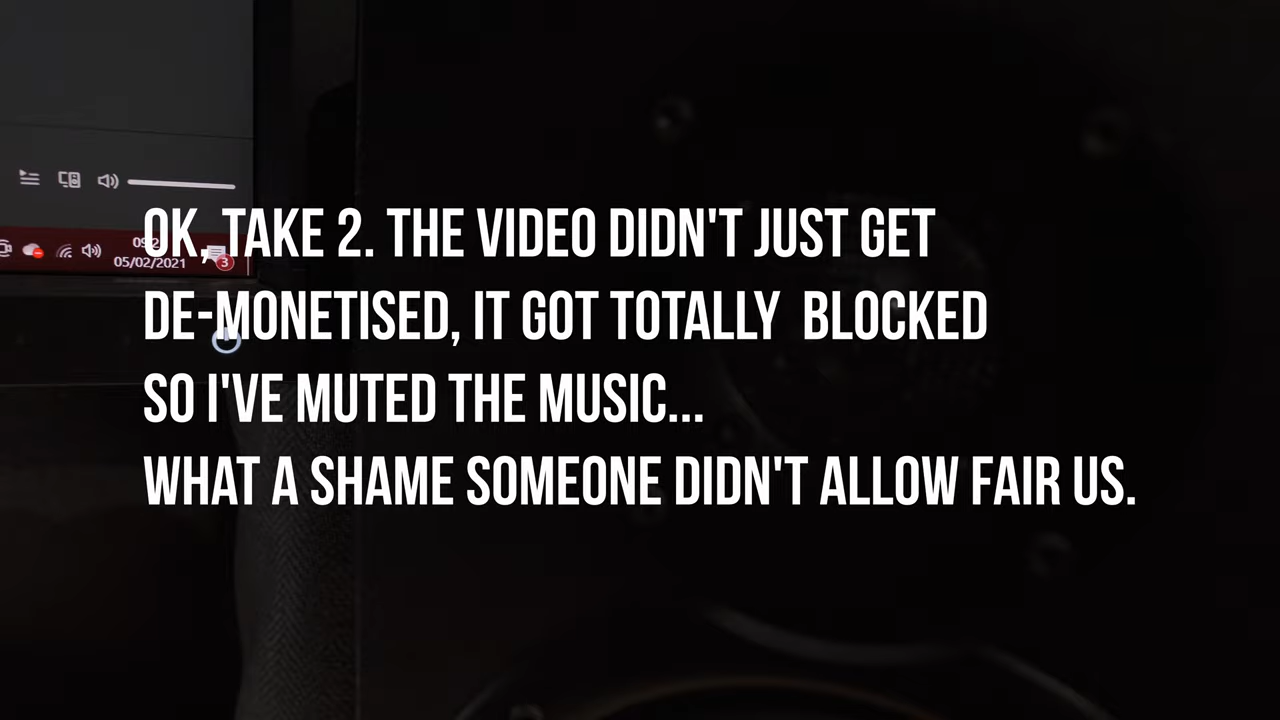 OK, TAKE 2. THE VIDEO DIDN'T JUST GET
DE-MONETISED, IT GOT TOTALLY BLOCKED
SO I'VE MUTED THE MUSIC...
WHAT A SHAME SOMEONE DIDN'T ALLOW FAIR US.
05/02/2021
3